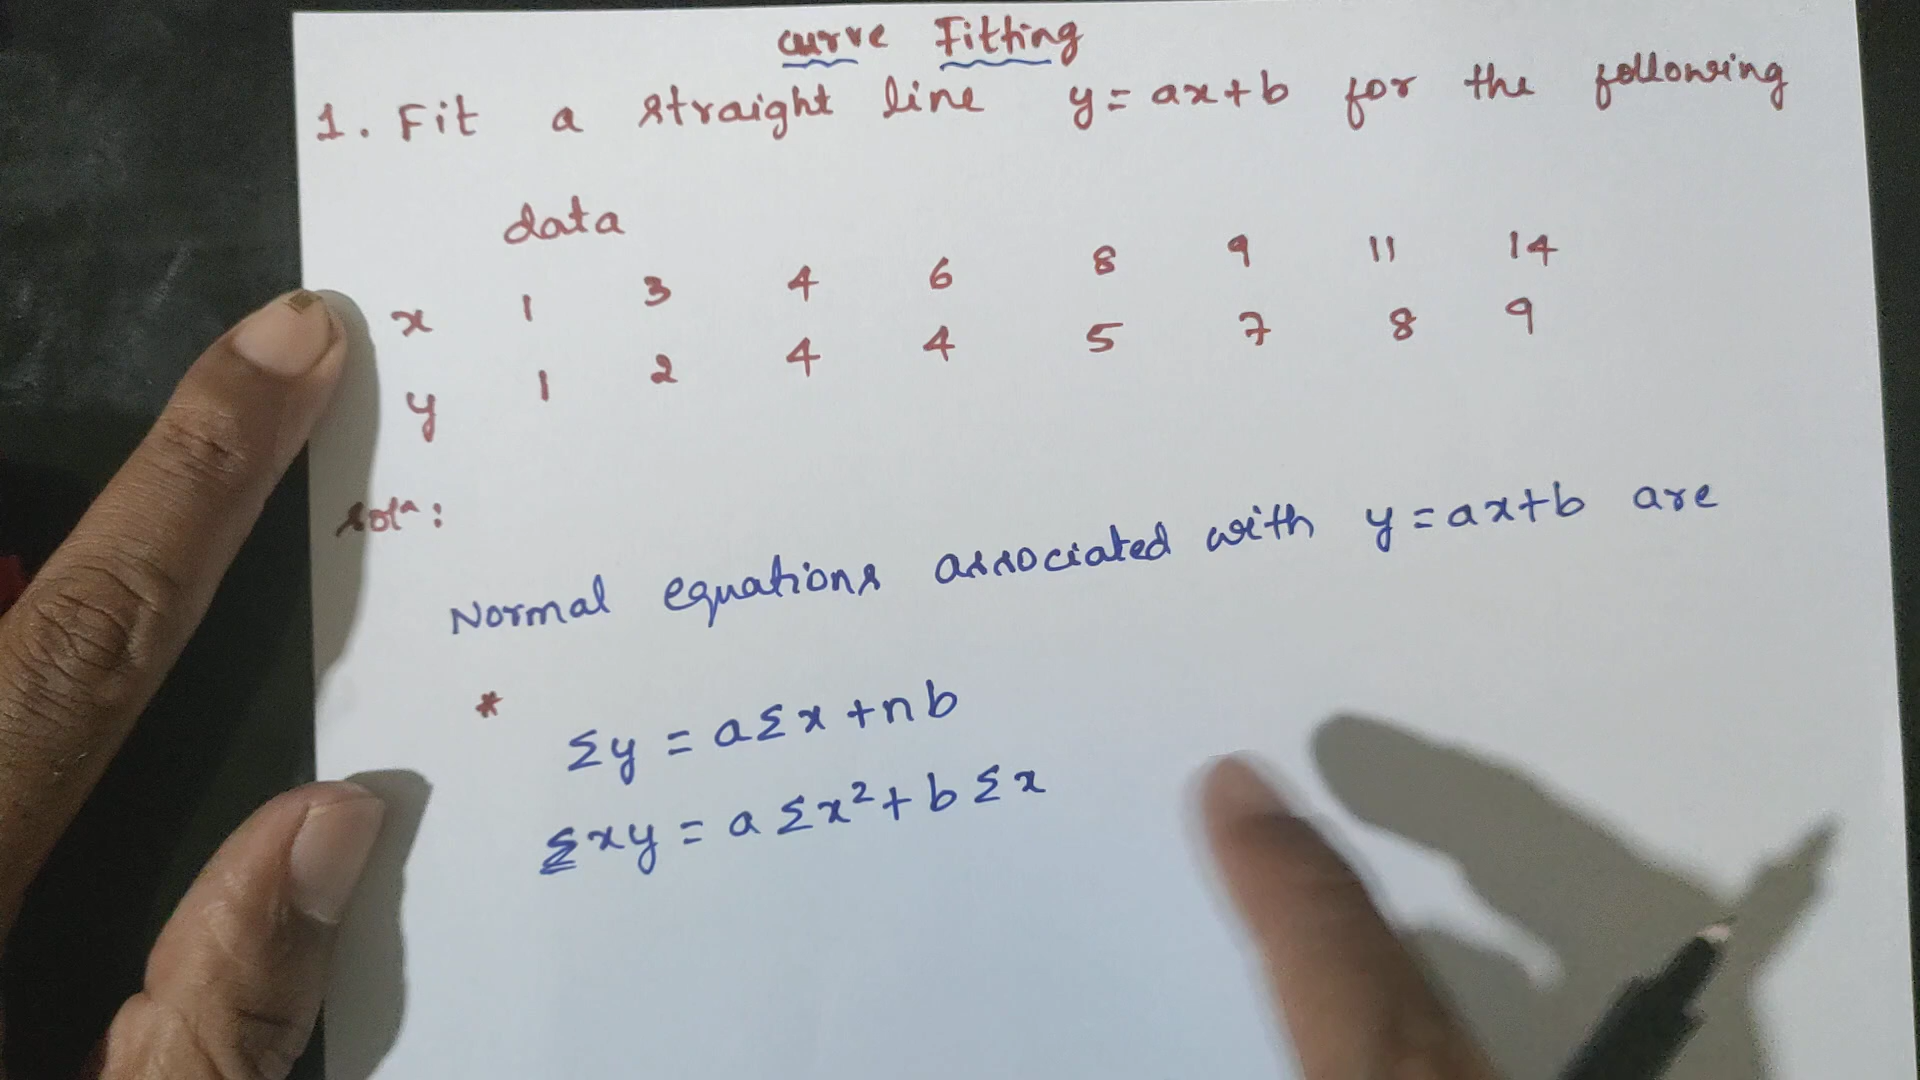 curve Fitting
1. Fit a straight line y = ax+b for the following
data
x 1 3 4 6 8 9 11 14
y 1 2 4 4 5 7 8 9
Solⁿ:
Normal equations associated with y = ax+b are
* Σy = aΣx + nb
Σxy = aΣx² + bΣx